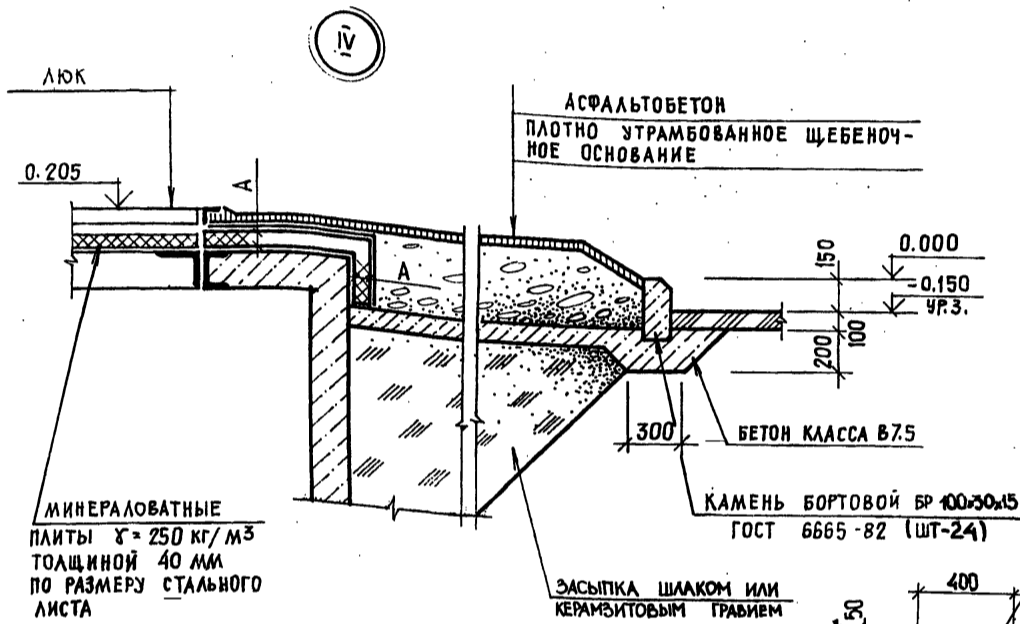 IV
ЛЮК
АСФАЛЬТОБЕТОН
ПЛОТНО УТРАМБОВАННОЕ ЩЕБЕНОЧ-
НОЕ ОСНОВАНИЕ
0.205
А
А
150
0.000
-0.150
УР.З.
100
200
300
БЕТОН КЛАССА В7.5
КАМЕНЬ БОРТОВОЙ БР 100×30×15
ГОСТ 6665-82 (ШТ-24)
МИНЕРАЛОВАТНЫЕ
ПЛИТЫ γ=250 КГ/М3
ТОЛЩИНОЙ 40 ММ
ПО РАЗМЕРУ СТАЛЬНОГО
ЛИСТА
ЗАСЫПКА ШЛАКОМ ИЛИ
КЕРАМЗИТОВЫМ ГРАВИЕМ
400